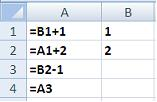 A B
1 =B1+1 1
2 =A1+2 2
3 =B2-1
4 =A3